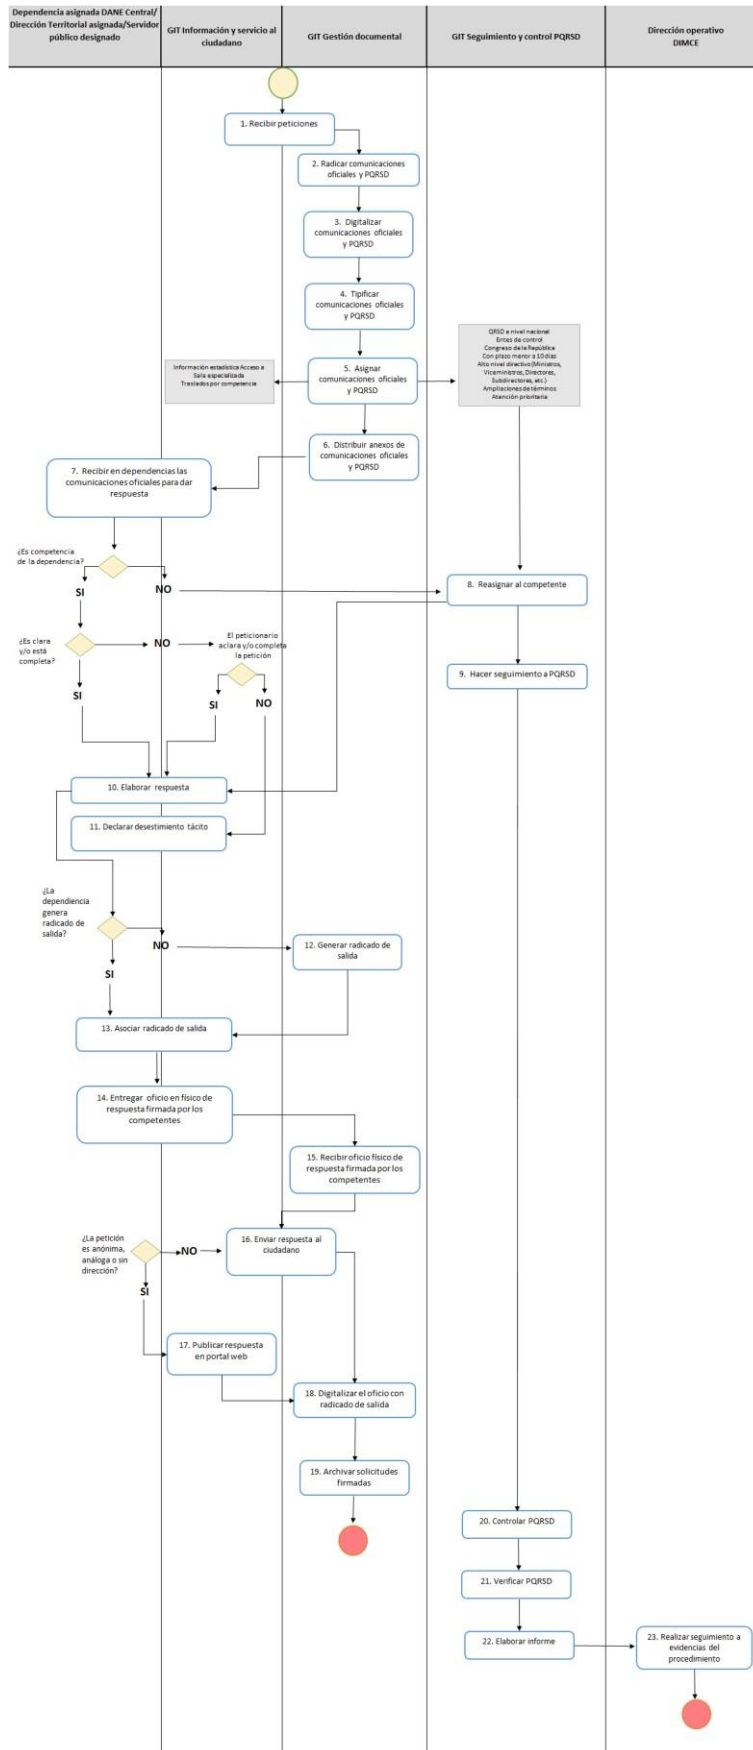 Dependencia asignada DANE Central/
Dirección Territorial asignada/Servidor
público designado
GIT Información y servicio al
ciudadano
GIT Gestión documental
GIT Seguimiento y control PQRSD
Dirección operativo
DIMCE
1. Recibir peticiones
2. Radicar comunicaciones
oficiales y PQRSD
3. Digitalizar
comunicaciones oficiales
y PQRSD
4. Tipificar
comunicaciones oficiales
y PQRSD
QRSD a nivel nacional
Entes de control
Congreso de la República
Con plazo menor a 10 días
Alto nivel directivo (Ministros,
Viceministros, Directores,
Subdirectores, etc.)
Ampliaciones de términos
Atención prioritaria
Información estadística Acceso a
Sala especializada
Traslados por competencia
5. Asignar
comunicaciones oficiales
y PQRSD
6. Distribuir anexos de
comunicaciones oficiales
y PQRSD
7. Recibir en dependencias las
comunicaciones oficiales para dar
respuesta
¿Es competencia
de la dependencia?
SI
NO
8. Reasignar al competente
¿Es clara
y/o está
completa?
NO
El peticionario
aclara y/o completa
la petición
9. Hacer seguimiento a PQRSD
SI
SI
NO
10. Elaborar respuesta
11. Declarar desestimiento tácito
¿La
dependiencia
genera
radicado de
salida?
NO
SI
12. Generar radicado de
salida
13. Asociar radicado de salida
14. Entregar oficio en físico de
respuesta firmada por los
competentes
15. Recibir oficio físico de
respuesta firmada por los
competentes
¿La petición
es anónima,
análoga o sin
dirección?
NO
SI
16. Enviar respuesta al
ciudadano
17. Publicar respuesta
en portal web
18. Digitalizar el oficio con
radicado de salida
19. Archivar solicitudes
firmadas
20. Controlar PQRSD
21. Verificar PQRSD
22. Elaborar informe
23. Realizar seguimiento a
evidencias del
procedimiento